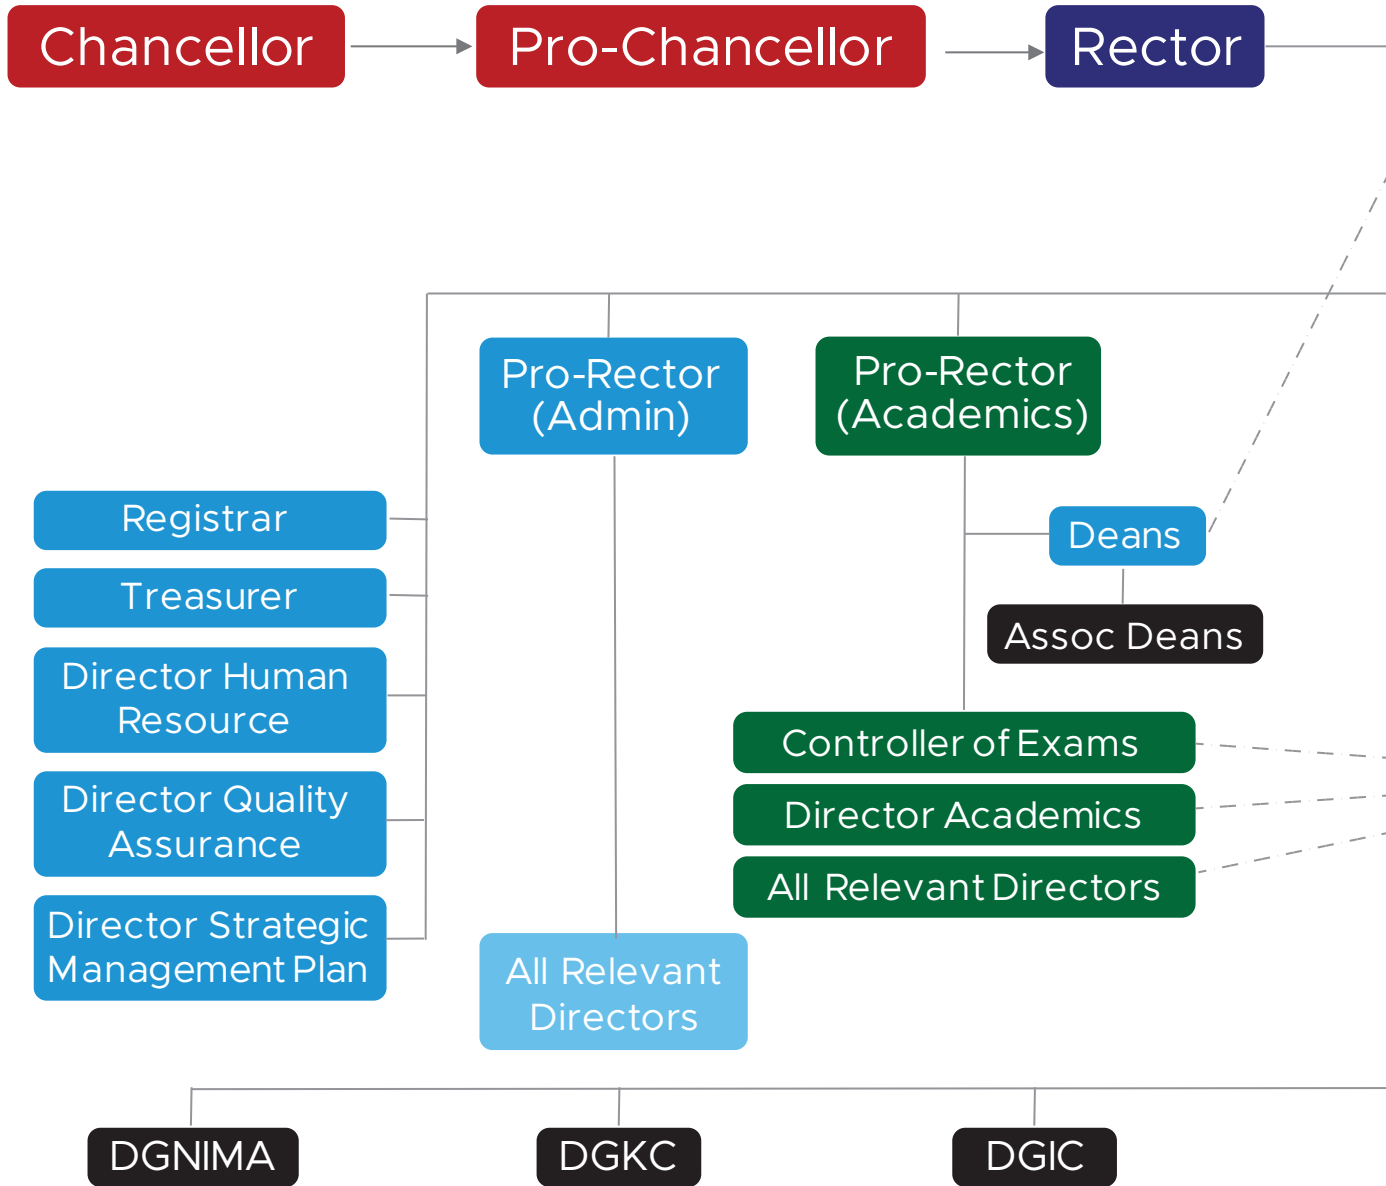 Chancellor
Pro-Chancellor
Rector
Pro-Rector
(Admin)
Pro-Rector
(Academics)
Registrar
Treasurer
Director Human
Resource
Director Quality
Assurance
Director Strategic
Management Plan
Deans
Assoc Deans
Controller of Exams
Director Academics
All Relevant Directors
All Relevant
Directors
DGNIMA
DGKC
DGIC